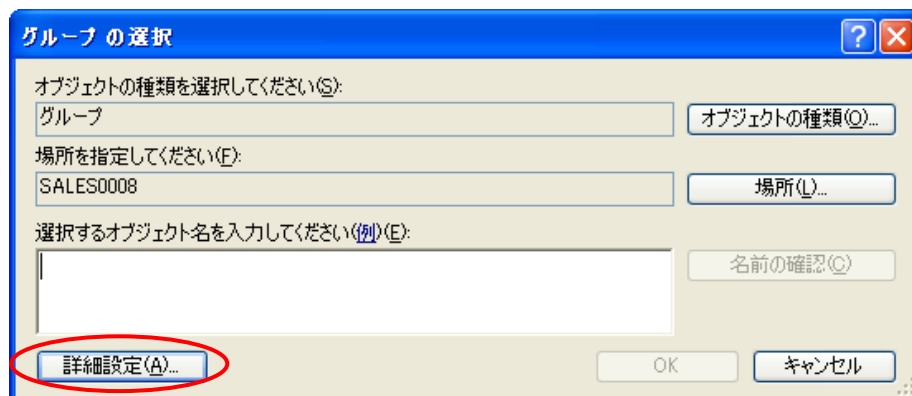 グループ の選択
オブジェクトの種類を選択してください(S):
グループ
オブジェクトの種類(O)...
場所を指定してください(F):
SALES0008
場所(L)...
選択するオブジェクト名を入力してください(例)(E):
名前の確認(C)
詳細設定(A)...
OK
キャンセル